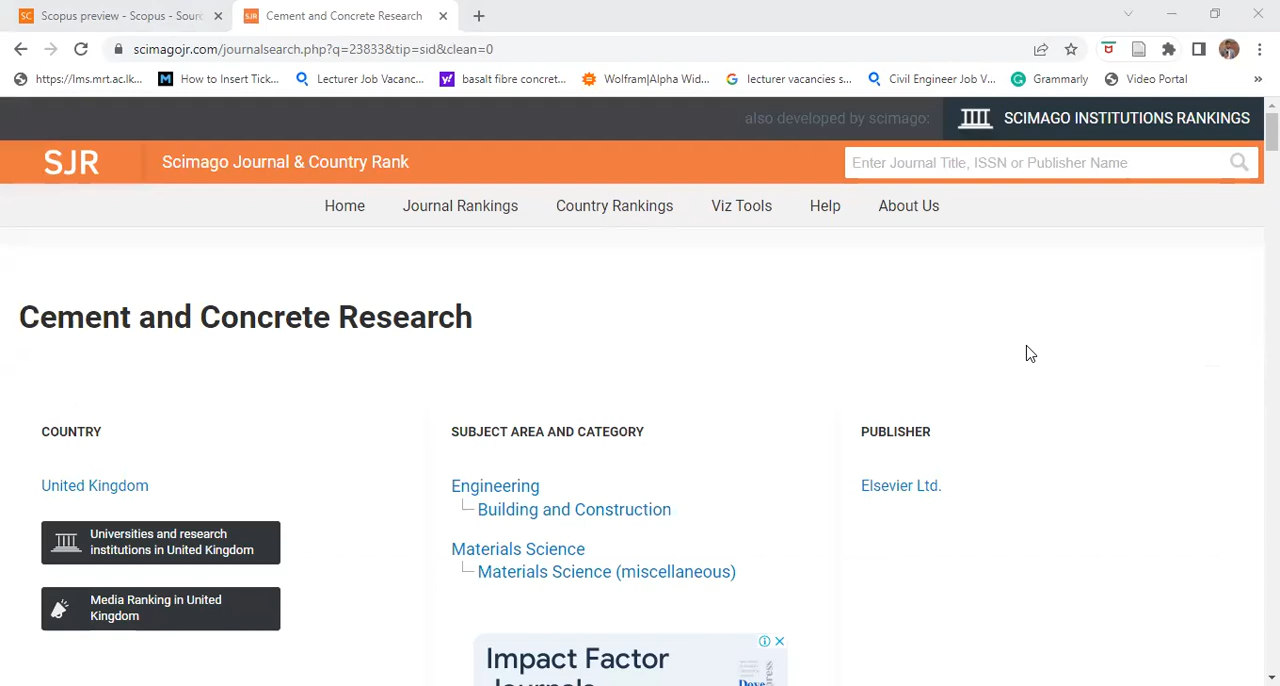 Scopus preview - Scopus - Sour
Cement and Concrete Research
scimagojr.com/journalsearch.php?q=23833&tip=sid&clean=0
https://lms.mrt.ac.lk... How to Insert Tick... Lecturer Job Vacanc... basalt fibre concret... Wolfram|Alpha Wid... lecturer vacancies s... Civil Engineer Job V... Grammarly Video Portal »
also developed by scimago: SCIMAGO INSTITUTIONS RANKINGS
SJR Scimago Journal & Country Rank Enter Journal Title, ISSN or Publisher Name
Home Journal Rankings Country Rankings Viz Tools Help About Us
Cement and Concrete Research
COUNTRY SUBJECT AREA AND CATEGORY PUBLISHER
United Kingdom Engineering Elsevier Ltd.
Building and Construction
Universities and research
institutions in United Kingdom
Materials Science
Materials Science (miscellaneous)
Media Ranking in United
Kingdom
Impact Factor
Journals
Dove
press